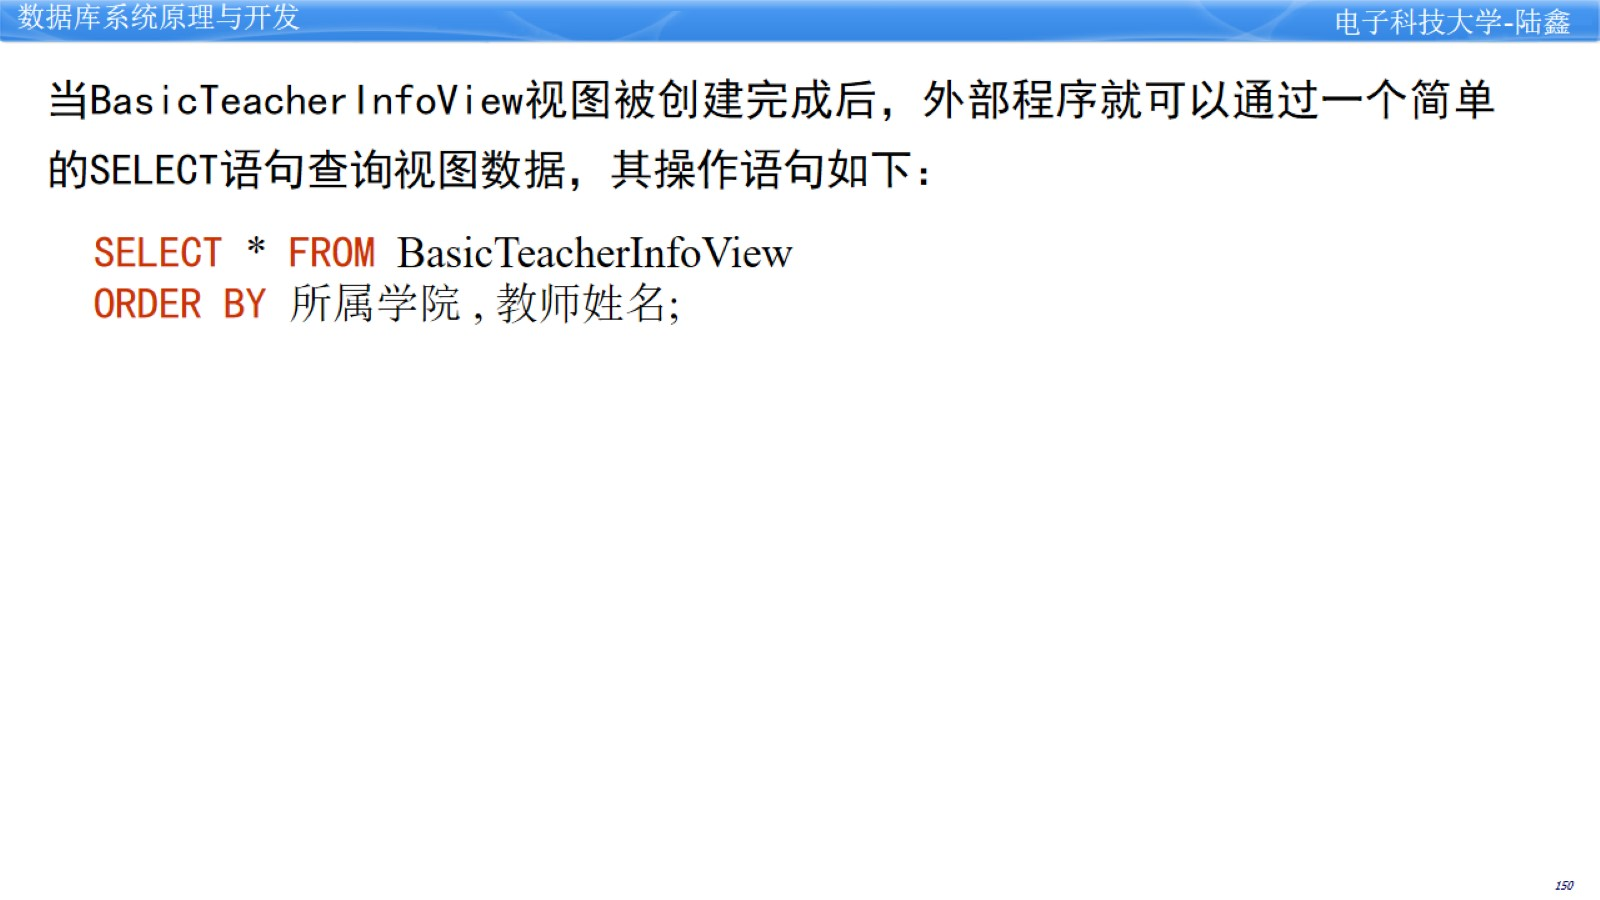 数据库系统原理与开发
电子科技大学-陆鑫
当BasicTeacherInfoView视图被创建完成后，外部程序就可以通过一个简单
的SELECT语句查询视图数据，其操作语句如下：
SELECT * FROM BasicTeacherInfoView
ORDER BY 所属学院 , 教师姓名;
150